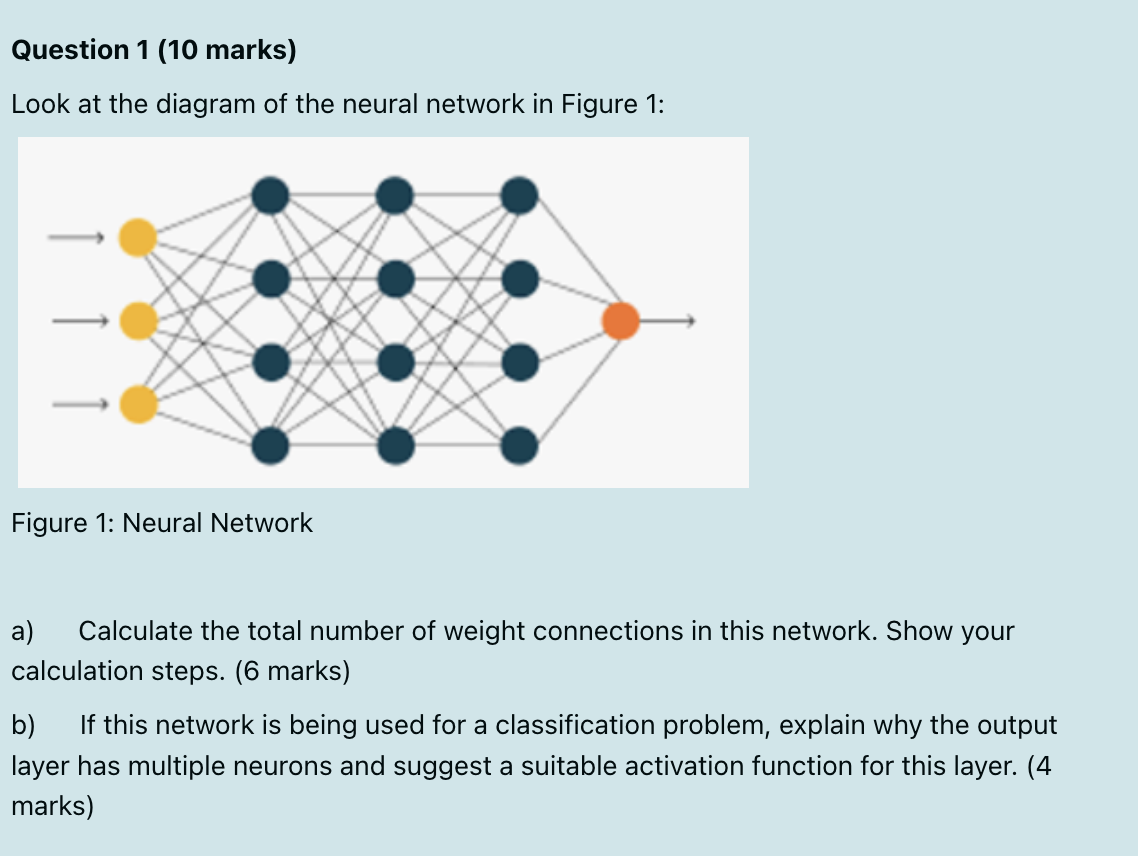 Question 1 (10 marks)
Look at the diagram of the neural network in Figure 1:
Figure 1: Neural Network
a) Calculate the total number of weight connections in this network. Show your
calculation steps. (6 marks)
b) If this network is being used for a classification problem, explain why the output
layer has multiple neurons and suggest a suitable activation function for this layer. (4
marks)